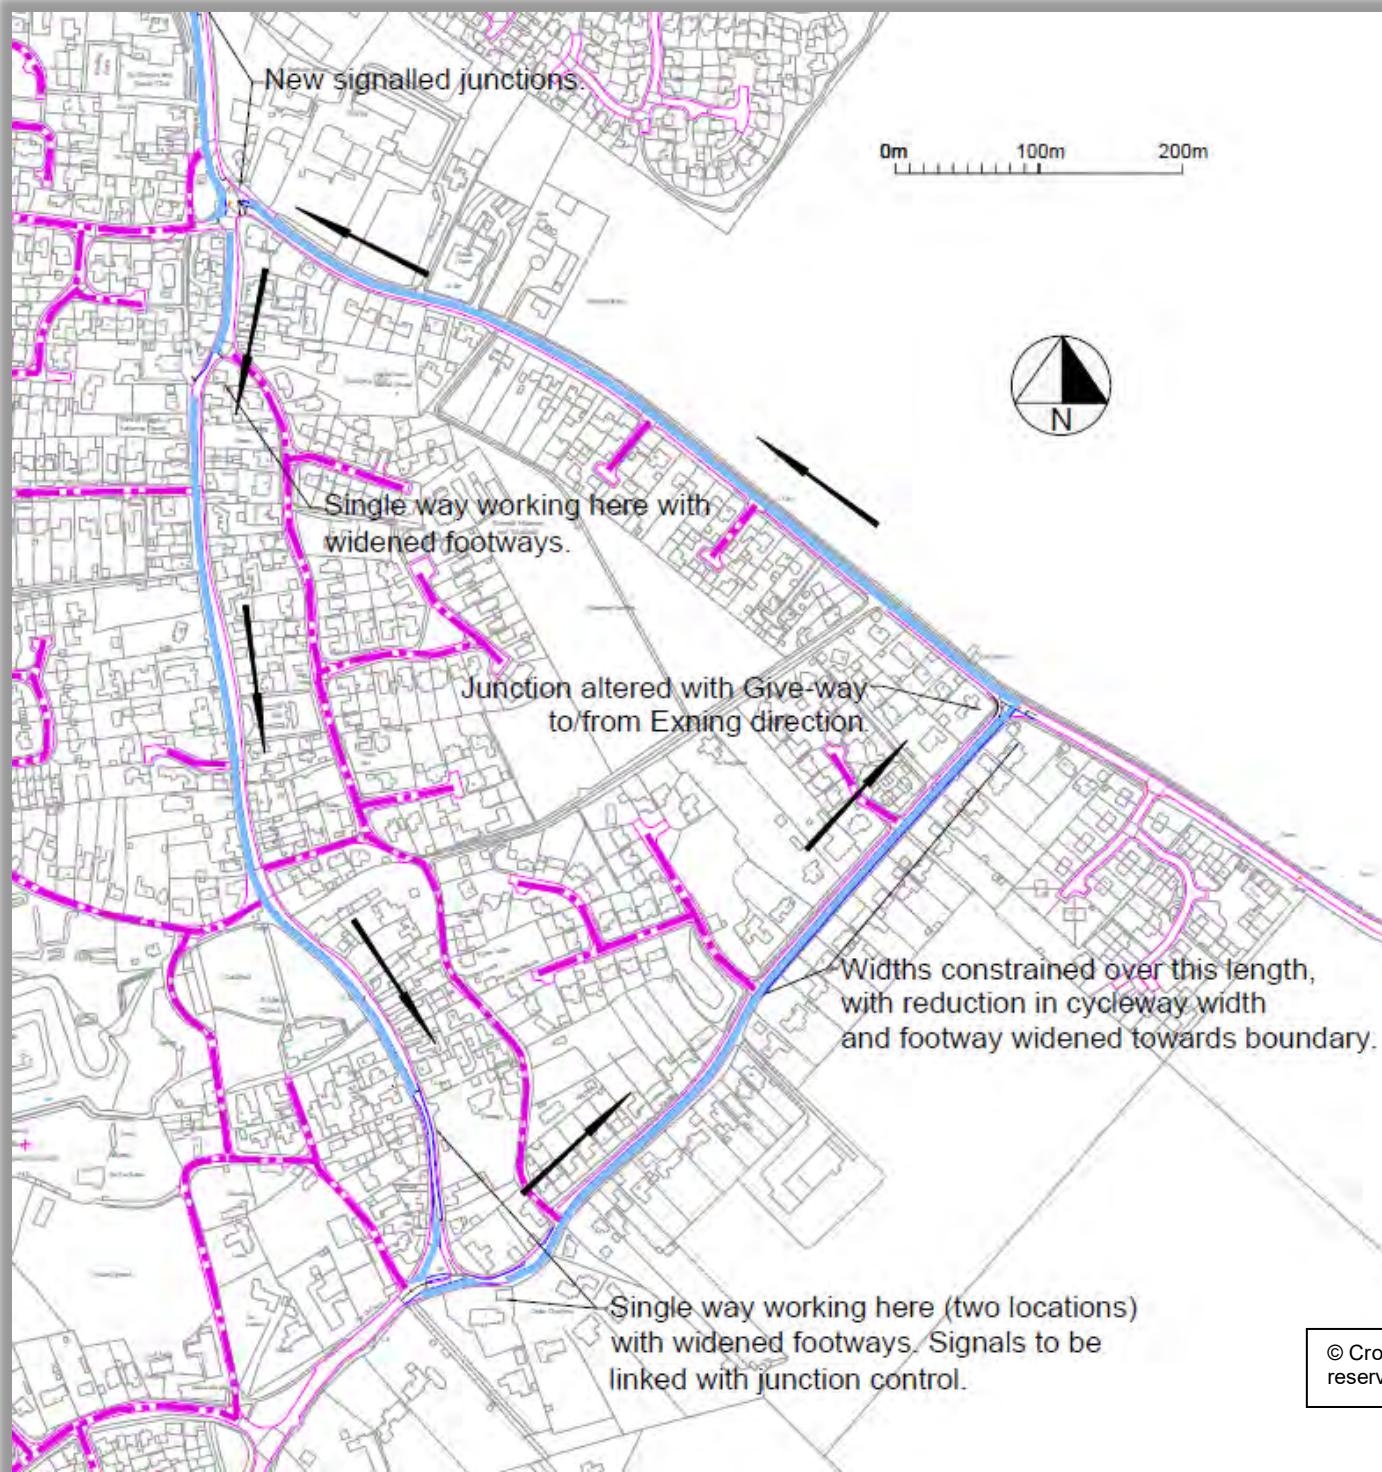 New signalled junctions.
0m 100m 200m
N
Single way working here with
widened footways.
Junction altered with Give-way
to/from Exning direction.
Widths constrained over this length,
with reduction in cycleway width
and footway widened towards boundary.
Single way working here (two locations)
with widened footways. Signals to be
linked with junction control.
© Cro
reserv